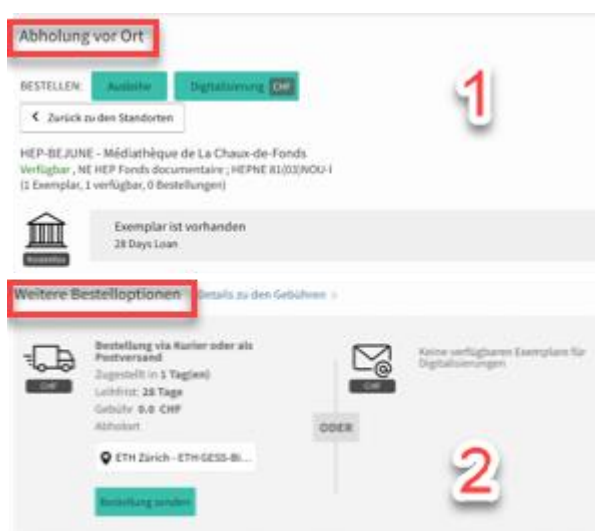 Abholung vor Ort
BESTELLEN: Ausleihe Digitalisierung CHF
Zurück zu den Standorten
1
HEP-BEJUNE - Médiathèque de La Chaux-de-Fonds
Verfügbar , NE HEP Fonds documentaire ; HEPNE 81(03)NOU-I
(1 Exemplar, 1 verfügbar, 0 Bestellungen)
Exemplar ist vorhanden
28 Days Loan
Kostenlos
Weitere Bestelloptionen Details zu den Gebühren
Bestellung via Kurier oder als
Postversand
Zugestellt in 1 Tag(en)
Leihfrist: 28 Tage
Gebühr 0.0 CHF
Abholort
CHF
ETH Zürich - ETH GESS-Bi...
Bestellung senden
ODER
CHF
Keine verfügbaren Exemplare für
Digitalisierungen
2